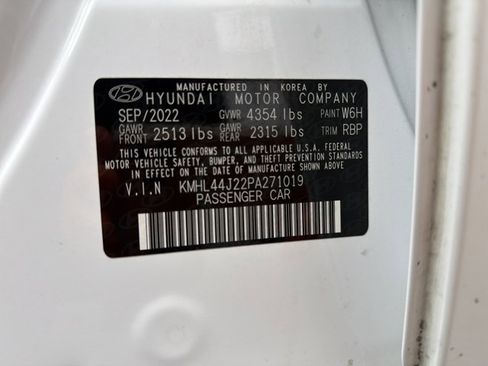 MANUFACTURED IN KOREA BY
HYUNDAI MOTOR COMPANY
SEP/2022 GVWR 4354 lbs PAINT W6H
GAWR FRONT 2513 lbs GAWR REAR 2315 lbs TRIM RBP
THIS VEHICLE CONFORMS TO ALL APPLICABLE U.S.A. FEDERAL
MOTOR VEHICLE SAFETY, BUMPER, AND THEFT PREVENTION STANDARDS
IN EFFECT ON THE DATE OF MANUFACTURE SHOWN ABOVE.
V.I.N KMHL44J22PA271019
PASSENGER CAR